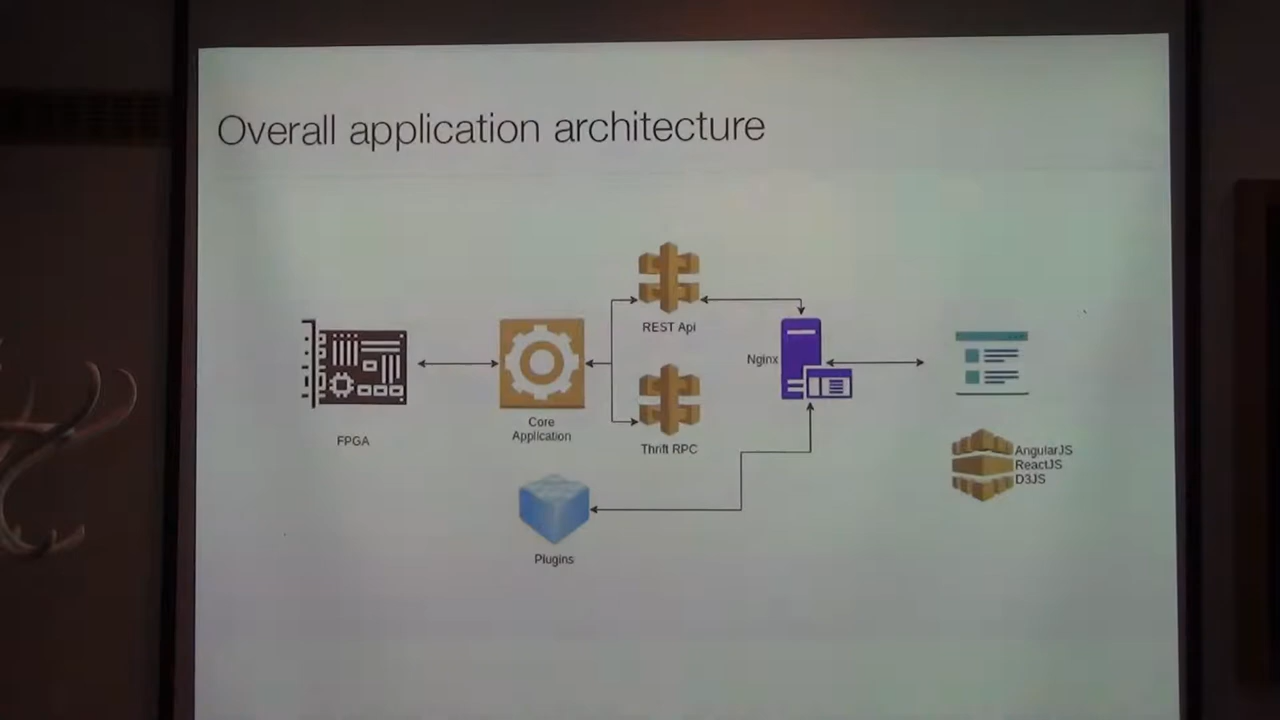 Overall application architecture
REST Api
Nginx
Core
Application
Thrift RPC
FPGA
AngularJS
ReactJS
D3JS
Plugins